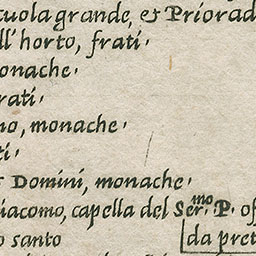 cuola grande, et Priorad
ll' horto, frati,
onache,
rati,
no, monache,
ti,
Domini, monache,
iacomo, capella del Ser.mo P. of
o santo
da pret